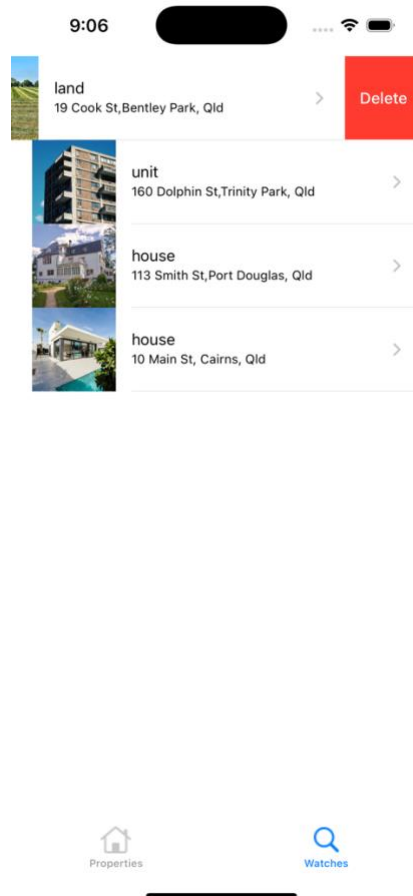 9:06
land
19 Cook St,Bentley Park, Qld
Delete
unit
160 Dolphin St,Trinity Park, Qld
house
113 Smith St,Port Douglas, Qld
house
10 Main St, Cairns, Qld
Properties
Watches